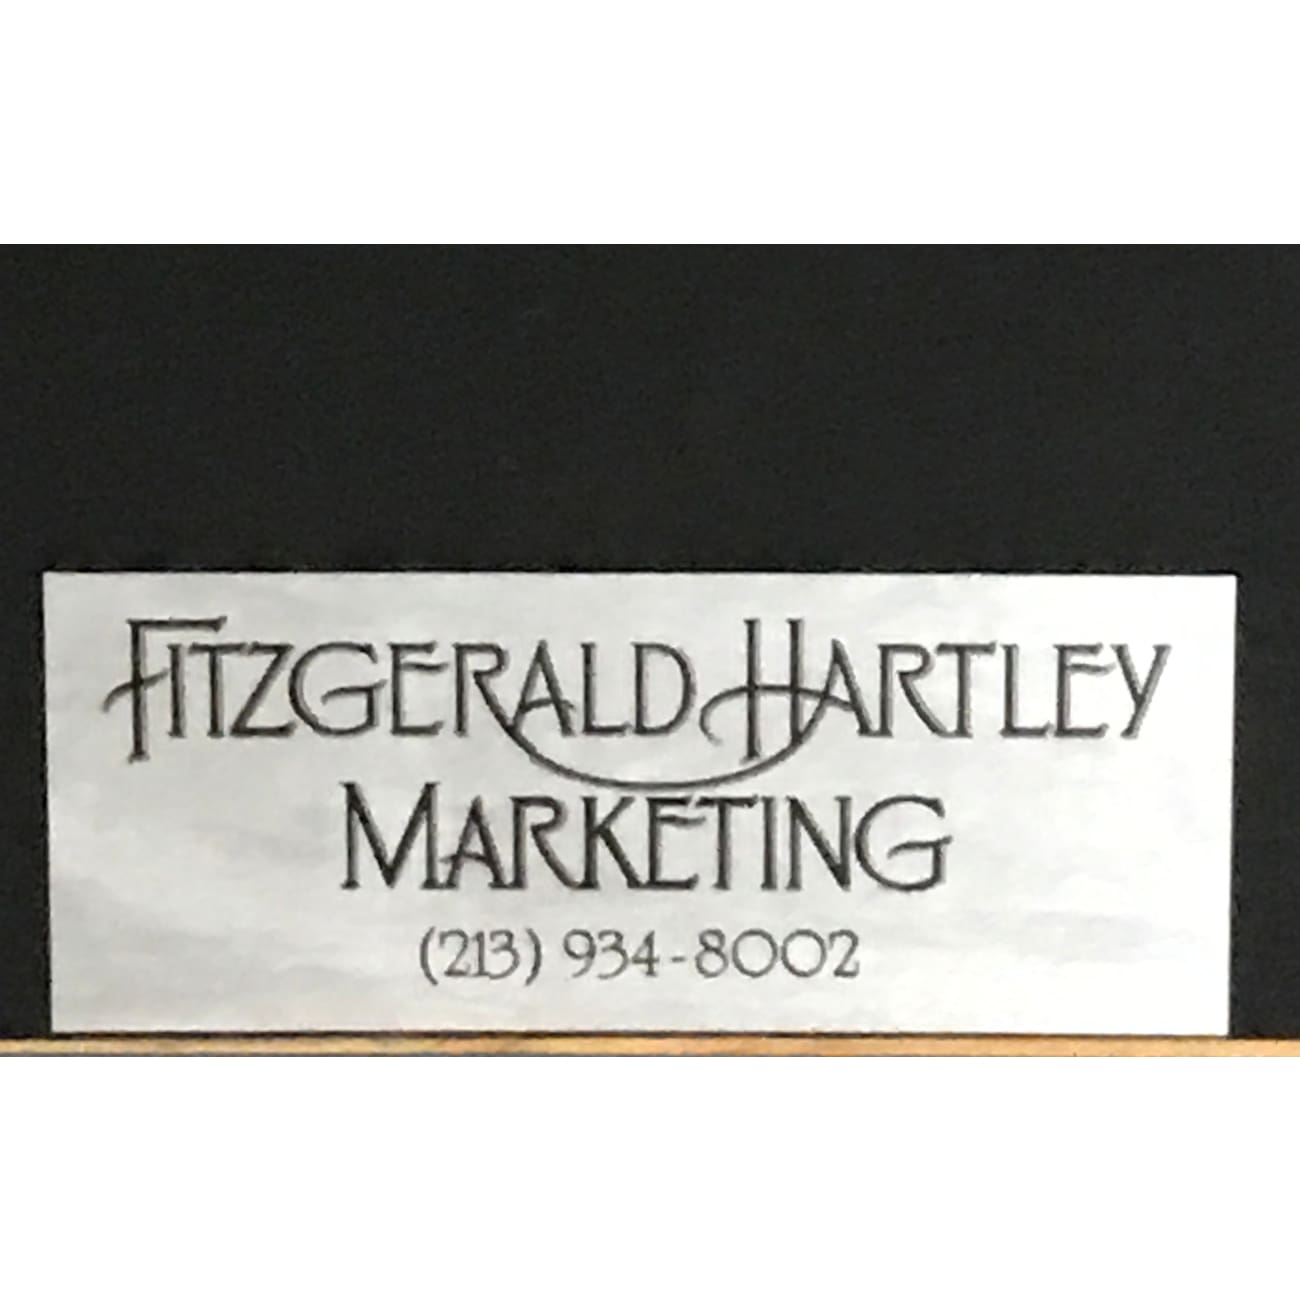 FITZGERALD HARTLEY
MARKETING
(213) 934-8002